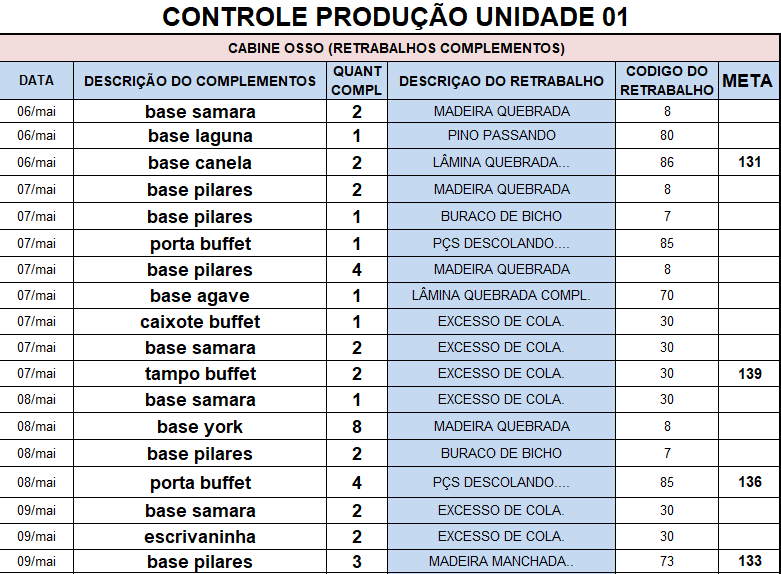 CONTROLE PRODUÇÃO UNIDADE 01
CABINE OSSO (RETRABALHOS COMPLEMENTOS)
DATA DESCRIÇÃO DO COMPLEMENTOS QUANT COMPL DESCRIÇAO DO RETRABALHO CODIGO DO RETRABALHO META
06/mai base samara 2 MADEIRA QUEBRADA 8
06/mai base laguna 1 PINO PASSANDO 80
06/mai base canela 2 LÂMINA QUEBRADA... 86 131
07/mai base pilares 2 MADEIRA QUEBRADA 8
07/mai base pilares 1 BURACO DE BICHO 7
07/mai porta buffet 1 PÇS DESCOLANDO.... 85
07/mai base pilares 4 MADEIRA QUEBRADA 8
07/mai base agave 1 LÂMINA QUEBRADA COMPL. 70
07/mai caixote buffet 1 EXCESSO DE COLA. 30
07/mai base samara 2 EXCESSO DE COLA. 30
07/mai tampo buffet 2 EXCESSO DE COLA. 30 139
08/mai base samara 1 EXCESSO DE COLA. 30
08/mai base york 8 MADEIRA QUEBRADA 8
08/mai base pilares 2 BURACO DE BICHO 7
08/mai porta buffet 4 PÇS DESCOLANDO.... 85 136
09/mai base samara 2 EXCESSO DE COLA. 30
09/mai escrivaninha 2 EXCESSO DE COLA. 30
09/mai base pilares 3 MADEIRA MANCHADA.. 73 133